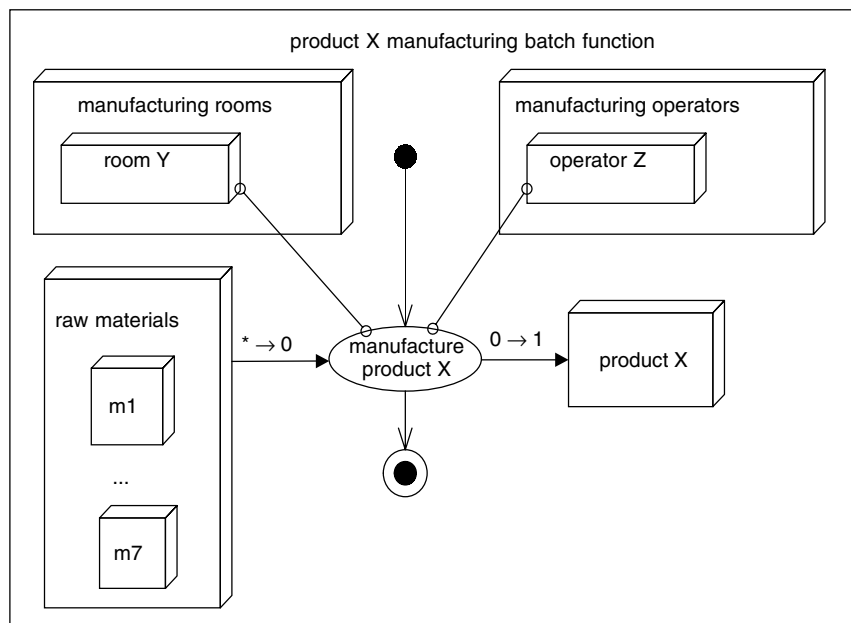 product X manufacturing batch function
manufacturing rooms
room Y
manufacturing operators
operator Z
raw materials
m1
...
m7
* → 0
manufacture
product X
0 → 1
product X